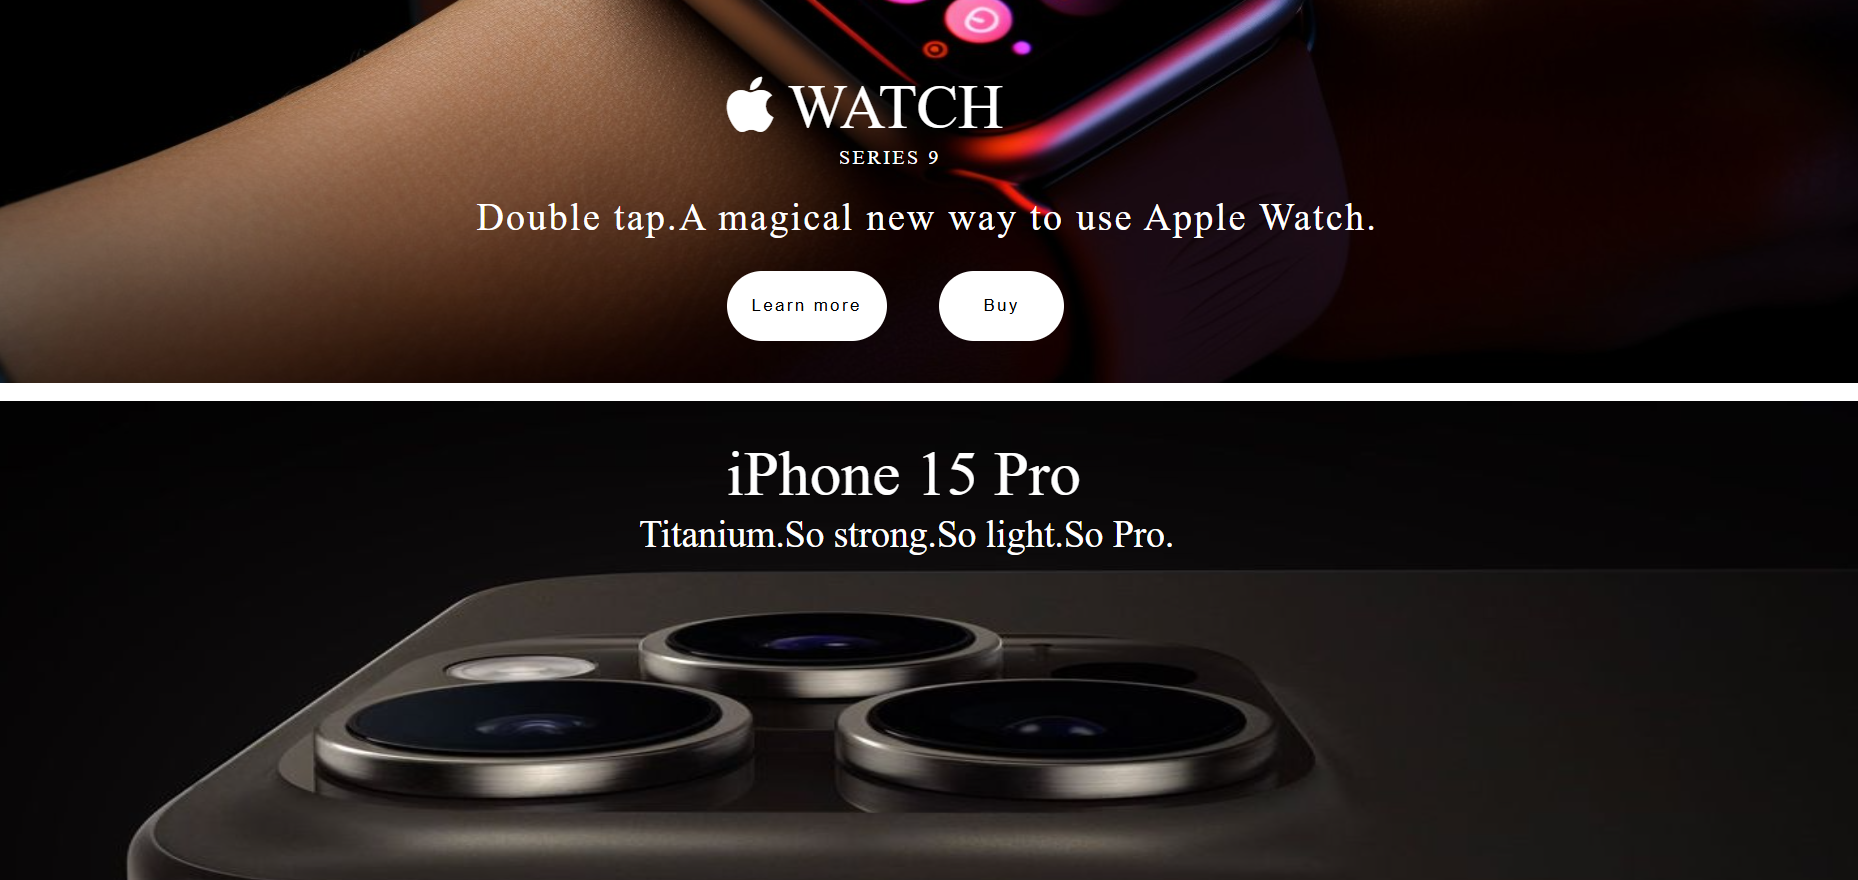 WATCH
SERIES 9
Double tap.A magical new way to use Apple Watch.
Learn more
Buy
iPhone 15 Pro
Titanium.So strong.So light.So Pro.